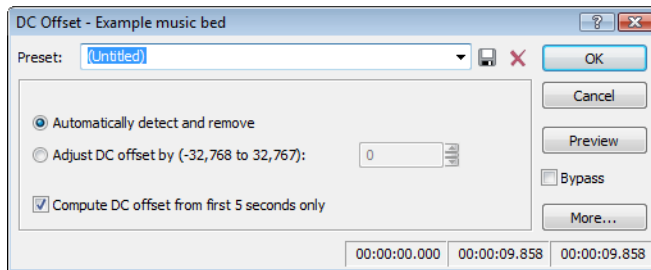 DC Offset - Example music bed
Preset: (Untitled)
OK
Cancel
Automatically detect and remove
Adjust DC offset by (-32,768 to 32,767): 0
Preview
Bypass
Compute DC offset from first 5 seconds only
More...
00:00:00.000 00:00:09.858 00:00:09.858